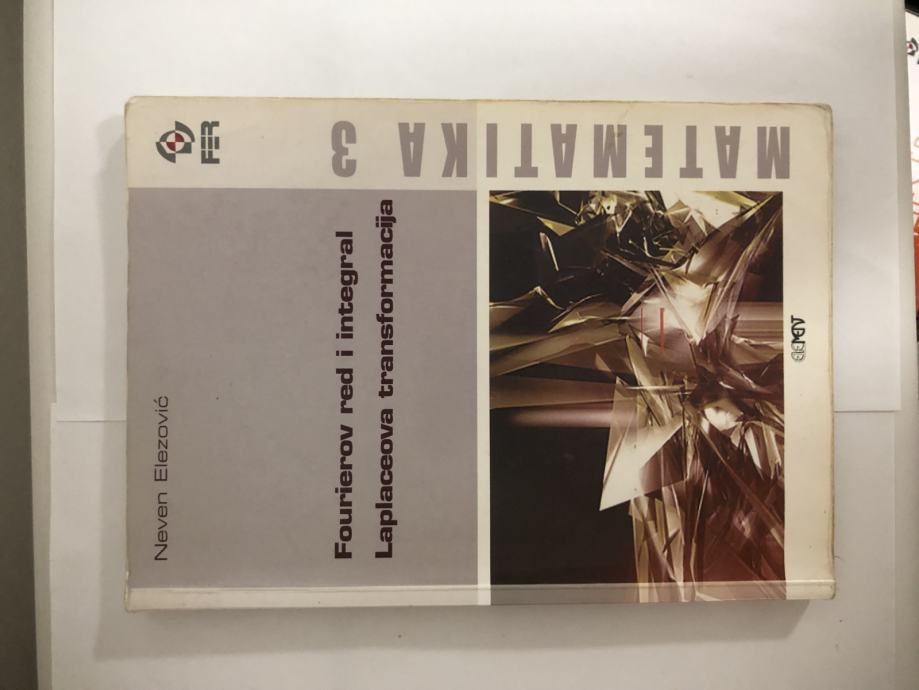 Neven Elezović
FER
Fourierov red i integral
Laplaceova transformacija
MATEMATIKA 3
ELEMENT